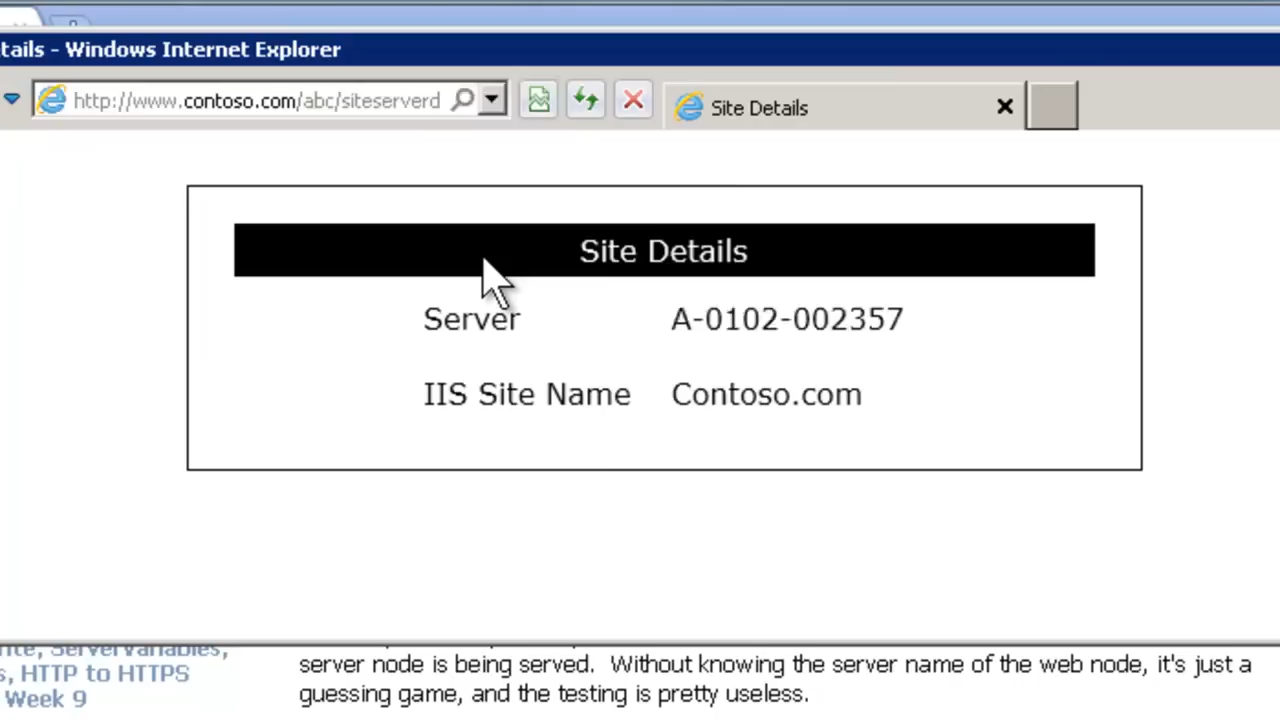 tails - Windows Internet Explorer
http://www.contoso.com/abc/siteserverd
Site Details
Site Details
Server A-0102-002357
IIS Site Name Contoso.com
rite, ServerVariables,
s, HTTP to HTTPS
Week 9
server node is being served. Without knowing the server name of the web node, it's just a
guessing game, and the testing is pretty useless.